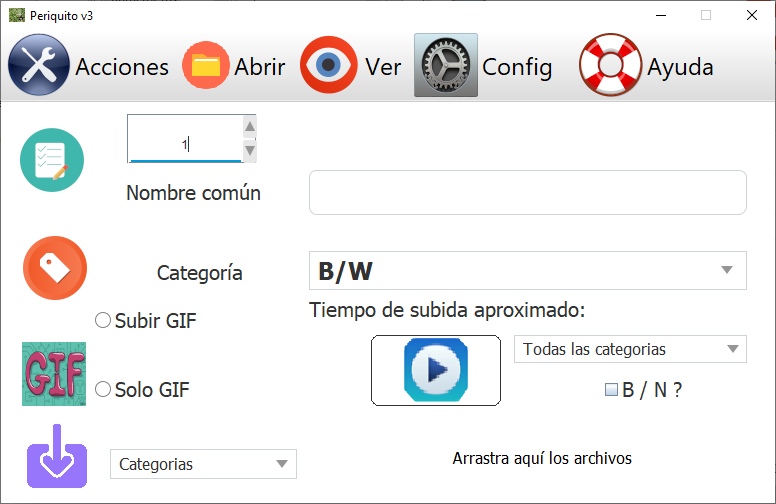 Periquito v3
Acciones Abrir Ver Config Ayuda
1
Nombre común
Categoría B/W
Tiempo de subida aproximado:
Subir GIF
Todas las categorias
GIF
Solo GIF
B / N ?
Categorias
Arrastra aquí los archivos